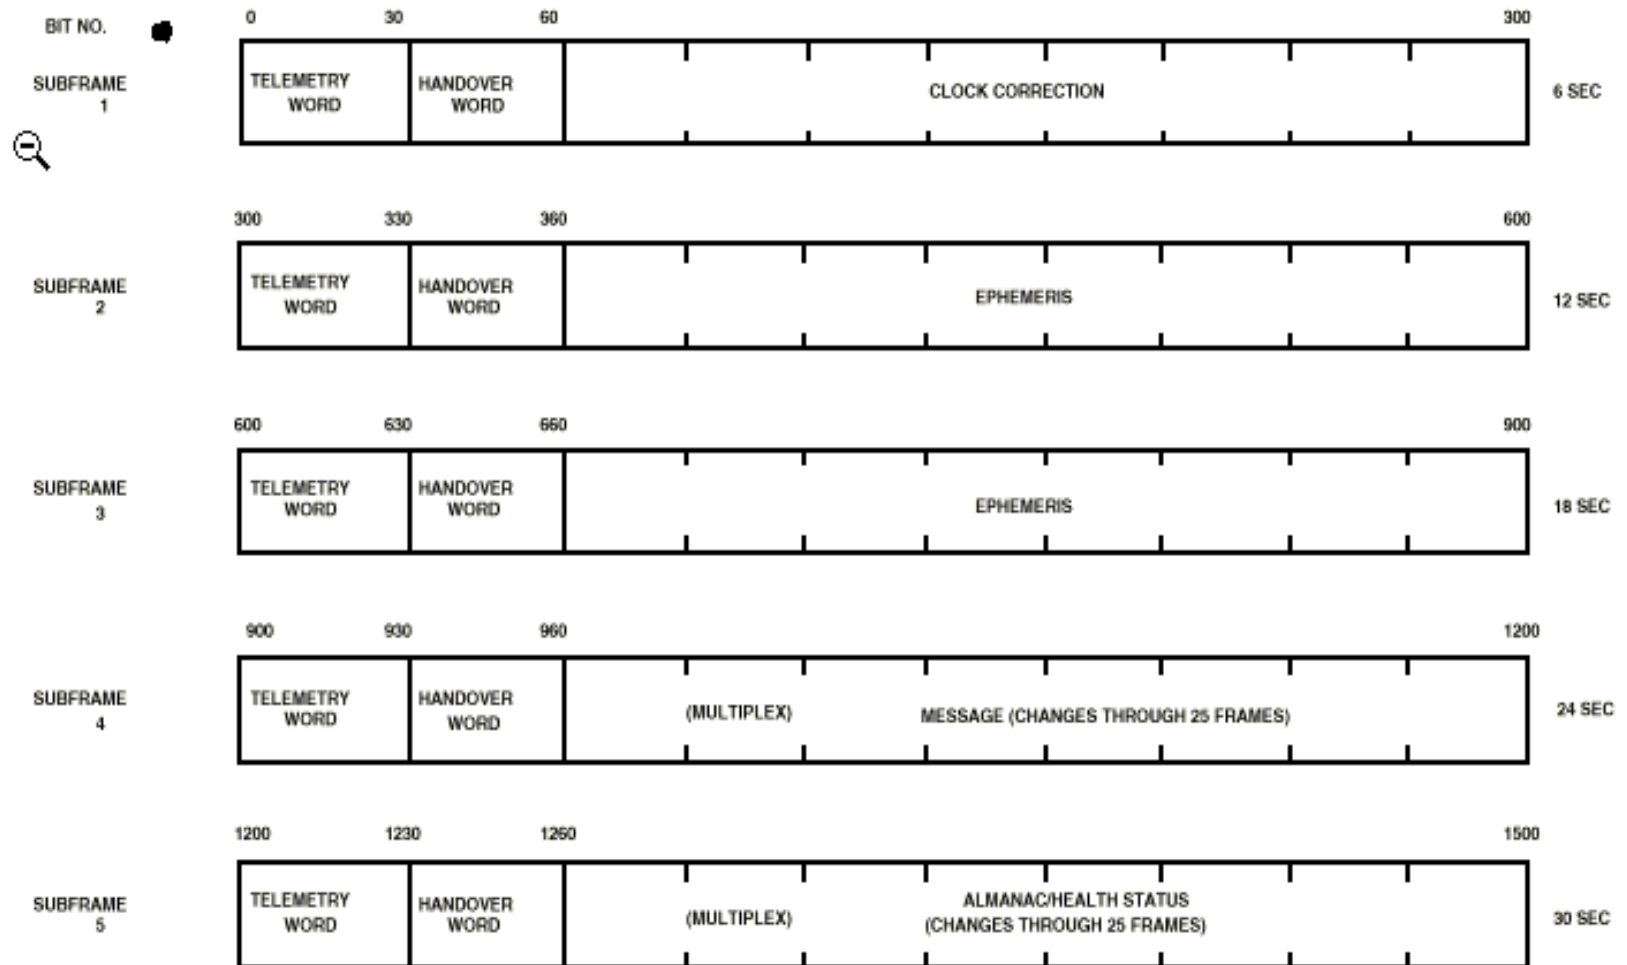 BIT NO. 0 30 60 300
SUBFRAME 1
TELEMETRY WORD
HANDOVER WORD
CLOCK CORRECTION
6 SEC
300 330 360 600
SUBFRAME 2
TELEMETRY WORD
HANDOVER WORD
EPHEMERIS
12 SEC
600 630 660 900
SUBFRAME 3
TELEMETRY WORD
HANDOVER WORD
EPHEMERIS
18 SEC
900 930 960 1200
SUBFRAME 4
TELEMETRY WORD
HANDOVER WORD
(MULTIPLEX) MESSAGE (CHANGES THROUGH 25 FRAMES)
24 SEC
1200 1230 1260 1500
SUBFRAME 5
TELEMETRY WORD
HANDOVER WORD
(MULTIPLEX)
ALMANAC/HEALTH STATUS
(CHANGES THROUGH 25 FRAMES)
30 SEC